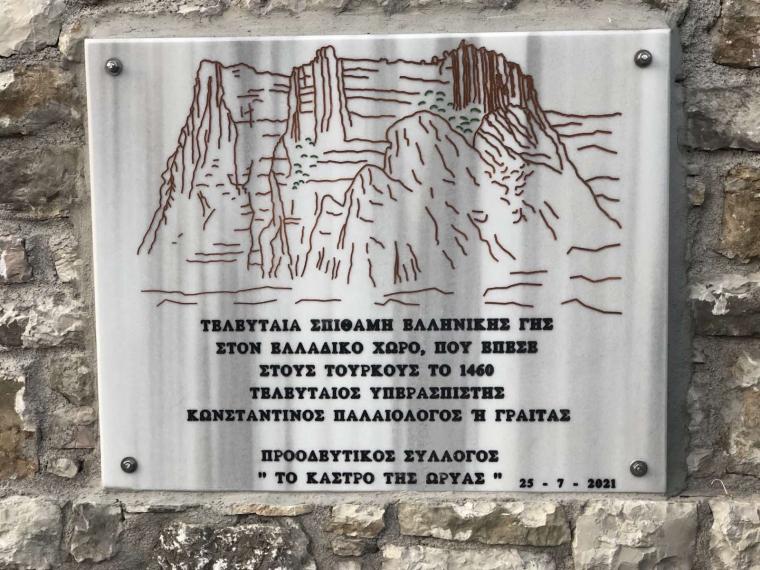 ΤΕΛΕΥΤΑΙΑ ΣΠΙΘΑΜΗ ΕΛΛΗΝΙΚΗΣ ΓΗΣ
ΣΤΟΝ ΕΛΛΑΔΙΚΟ ΧΩΡΟ, ΠΟΥ ΕΠΕΣΕ
ΣΤΟΥΣ ΤΟΥΡΚΟΥΣ ΤΟ 1460
ΤΕΛΕΥΤΑΙΟΣ ΥΠΕΡΑΣΠΙΣΤΗΣ
ΚΩΝΣΤΑΝΤΙΝΟΣ ΠΑΛΑΙΟΛΟΓΟΣ Ή ΓΡΑΙΤΑΣ
ΠΡΟΟΔΕΥΤΙΚΟΣ ΣΥΛΛΟΓΟΣ
" ΤΟ ΚΑΣΤΡΟ ΤΗΣ ΩΡΥΑΣ " 25 - 7 - 2021